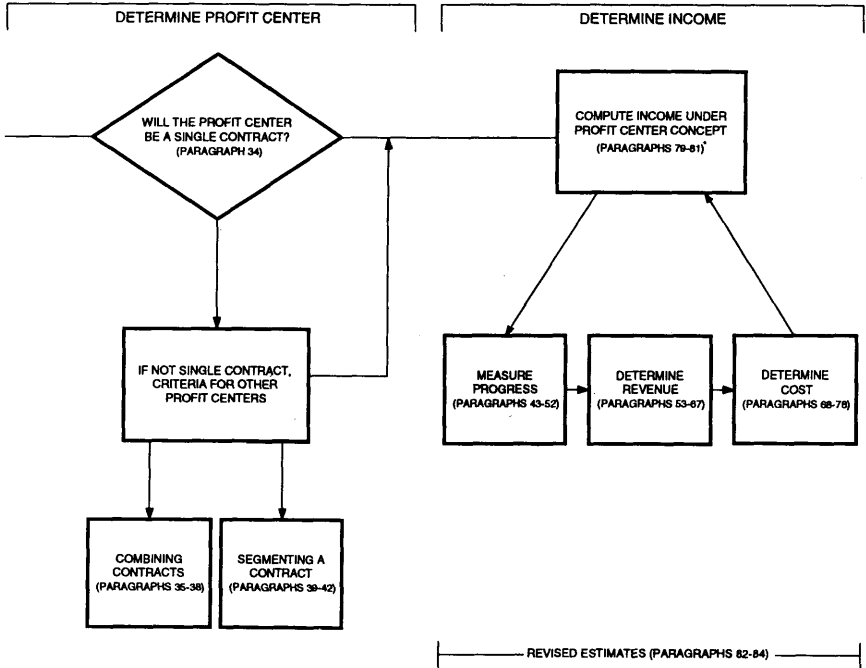 DETERMINE PROFIT CENTER
DETERMINE INCOME
WILL THE PROFIT CENTER
BE A SINGLE CONTRACT?
(PARAGRAPH 34)
COMPUTE INCOME UNDER
PROFIT CENTER CONCEPT
(PARAGRAPHS 79-81)*
IF NOT SINGLE CONTRACT,
CRITERIA FOR OTHER
PROFIT CENTERS
MEASURE
PROGRESS
(PARAGRAPHS 43-52)
DETERMINE
REVENUE
(PARAGRAPHS 53-67)
DETERMINE
COST
(PARAGRAPHS 68-78)
COMBINING
CONTRACTS
(PARAGRAPHS 35-38)
SEGMENTING A
CONTRACT
(PARAGRAPHS 39-42)
REVISED ESTIMATES (PARAGRAPHS 82-84)